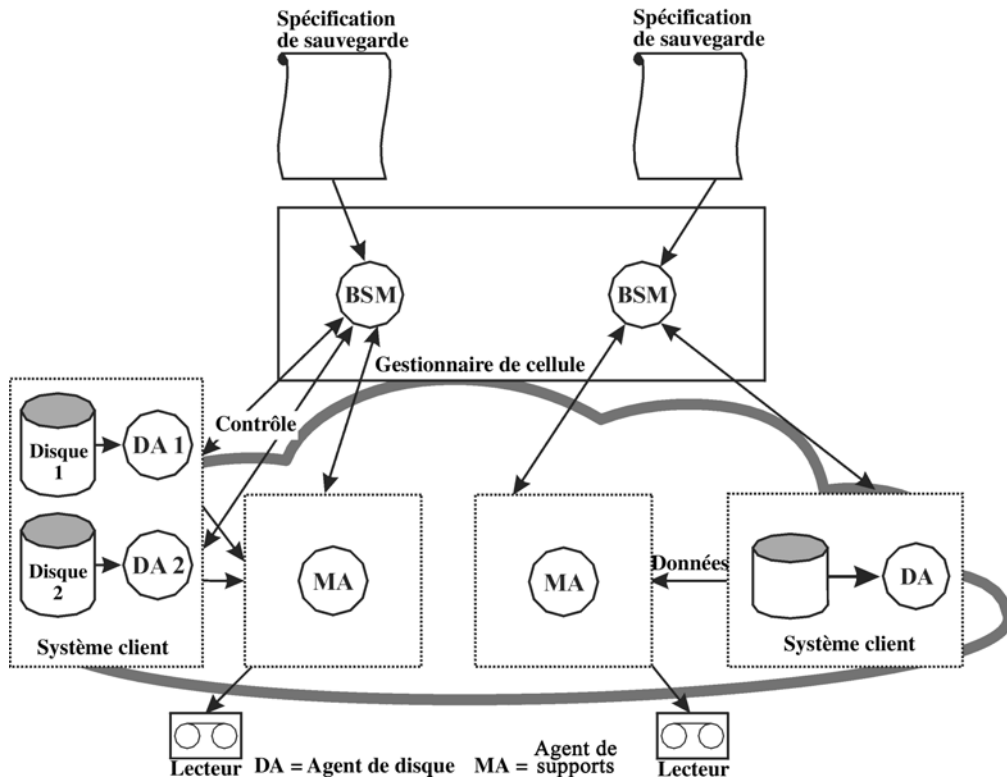 Spécification
de sauvegarde
Spécification
de sauvegarde
BSM
BSM
Gestionnaire de cellule
Contrôle
Disque
1
DA 1
Disque
2
DA 2
Système client
MA
MA
Données
DA
Système client
Lecteur
DA = Agent de disque
MA = Agent de
supports
Lecteur